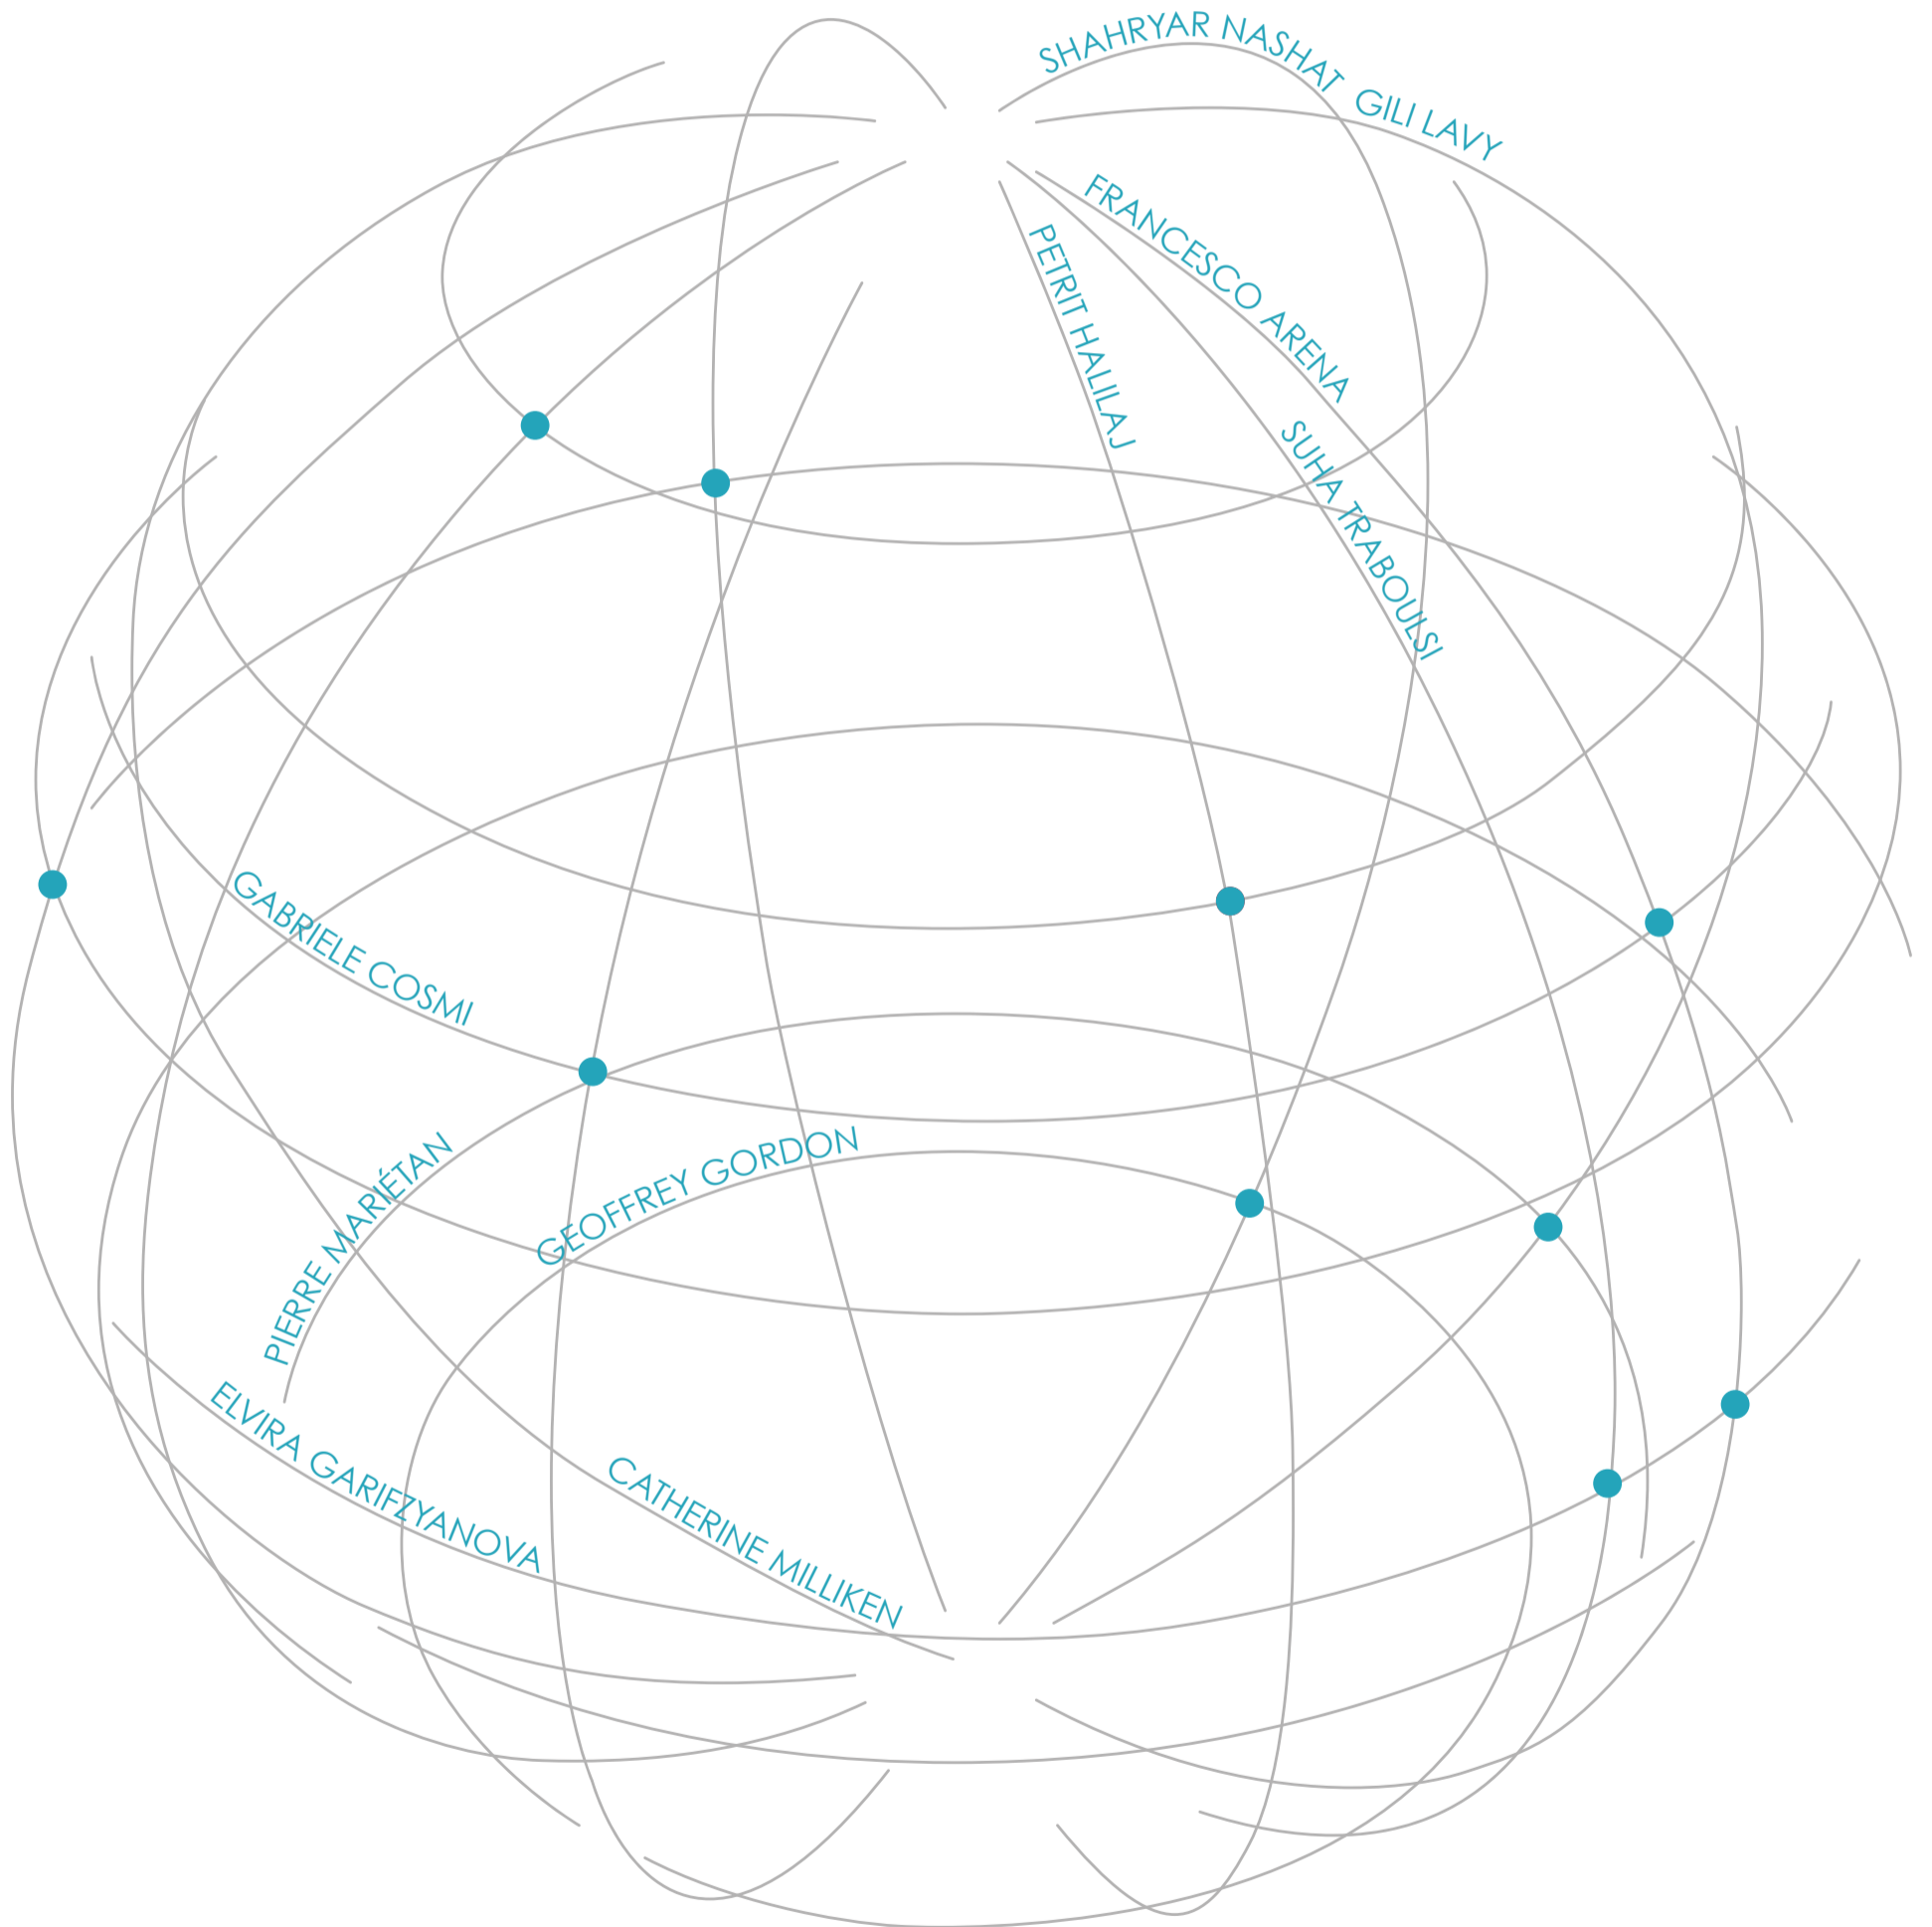 SHAHRYAR NASHAT
GILI LAVY
FRANCESCO ARENA
PETRIT HALILAJ
SUHA TRABOULSI
GABRIELE COSMI
PIERRE MARIÉTAN
GEOFFREY GORDON
ELVIRA GARIFZYANOVA
CATHERINE MILLIKEN